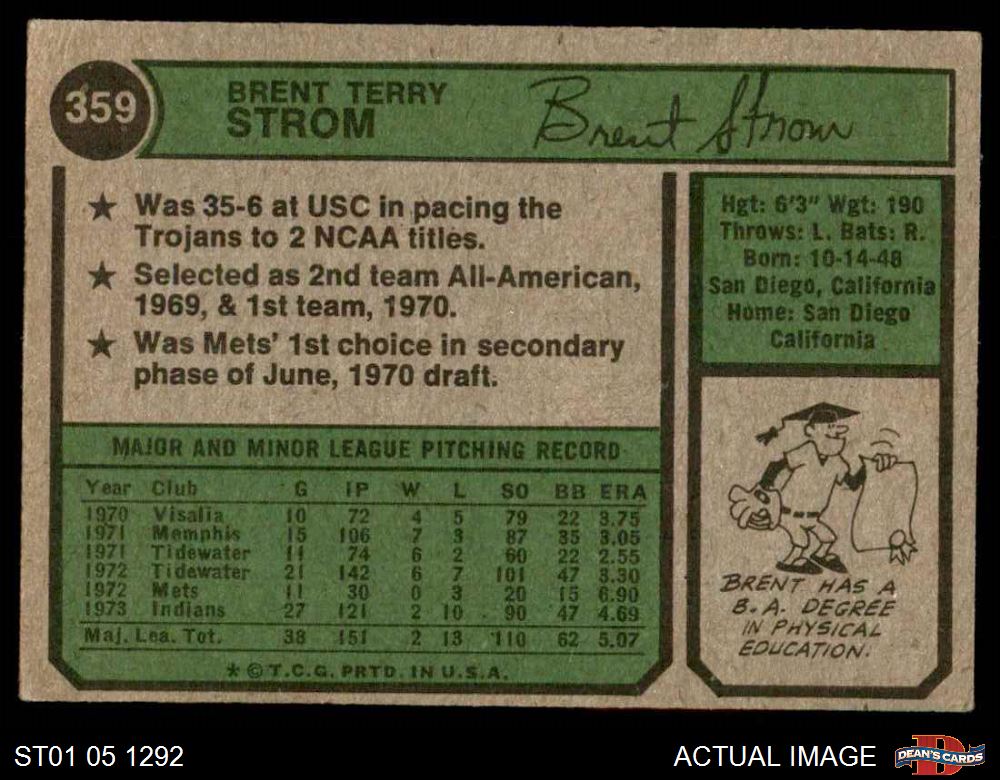 359
BRENT TERRY
STROM
Brent Strom
★ Was 35-6 at USC in pacing the
Trojans to 2 NCAA titles.
★ Selected as 2nd team All-American,
1969, & 1st team, 1970.
★ Was Mets' 1st choice in secondary
phase of June, 1970 draft.
Hgt: 6'3" Wgt: 190
Throws: L. Bats: R.
Born: 10-14-48
San Diego, California
Home: San Diego
California
MAJOR AND MINOR LEAGUE PITCHING RECORD
Year Club G IP W L SO BB ERA
1970 Visalia 10 72 4 5 79 22 3.75
1971 Memphis 15 106 7 3 87 35 3.05
1971 Tidewater 11 74 6 2 60 22 2.55
1972 Tidewater 21 142 6 7 101 47 3.30
1972 Mets 11 30 0 3 20 15 6.90
1973 Indians 27 121 2 10 90 47 4.69
Maj. Lea. Tot. 38 151 2 13 110 62 5.07
* © T.C.G. PRTD. IN U.S.A.
BRENT HAS A
B.A. DEGREE
IN PHYSICAL
EDUCATION.
ST01 05 1292
ACTUAL IMAGE
D
DEAN'S CARDS